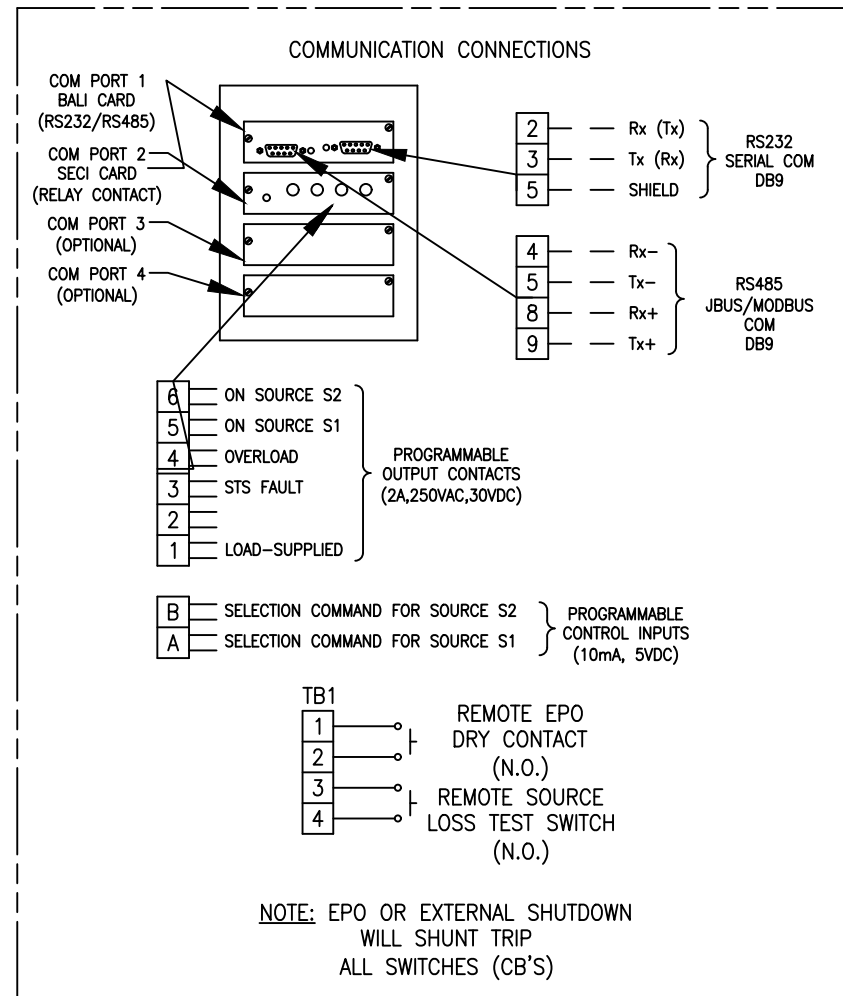 COMMUNICATION CONNECTIONS
COM PORT 1
BALI CARD
(RS232/RS485)
COM PORT 2
SECI CARD
(RELAY CONTACT)
COM PORT 3
(OPTIONAL)
COM PORT 4
(OPTIONAL)
2 Rx (Tx)
3 Tx (Rx)
5 SHIELD
RS232
SERIAL COM
DB9
4 Rx-
5 Tx-
8 Rx+
9 Tx+
RS485
JBUS/MODBUS
COM
DB9
6 ON SOURCE S2
5 ON SOURCE S1
4 OVERLOAD
3 STS FAULT
2
1 LOAD-SUPPLIED
PROGRAMMABLE
OUTPUT CONTACTS
(2A,250VAC,30VDC)
B SELECTION COMMAND FOR SOURCE S2
A SELECTION COMMAND FOR SOURCE S1
PROGRAMMABLE
CONTROL INPUTS
(10mA, 5VDC)
TB1
1
2
3
4
REMOTE EPO
DRY CONTACT
(N.O.)
REMOTE SOURCE
LOSS TEST SWITCH
(N.O.)
NOTE: EPO OR EXTERNAL SHUTDOWN
WILL SHUNT TRIP
ALL SWITCHES (CB'S)